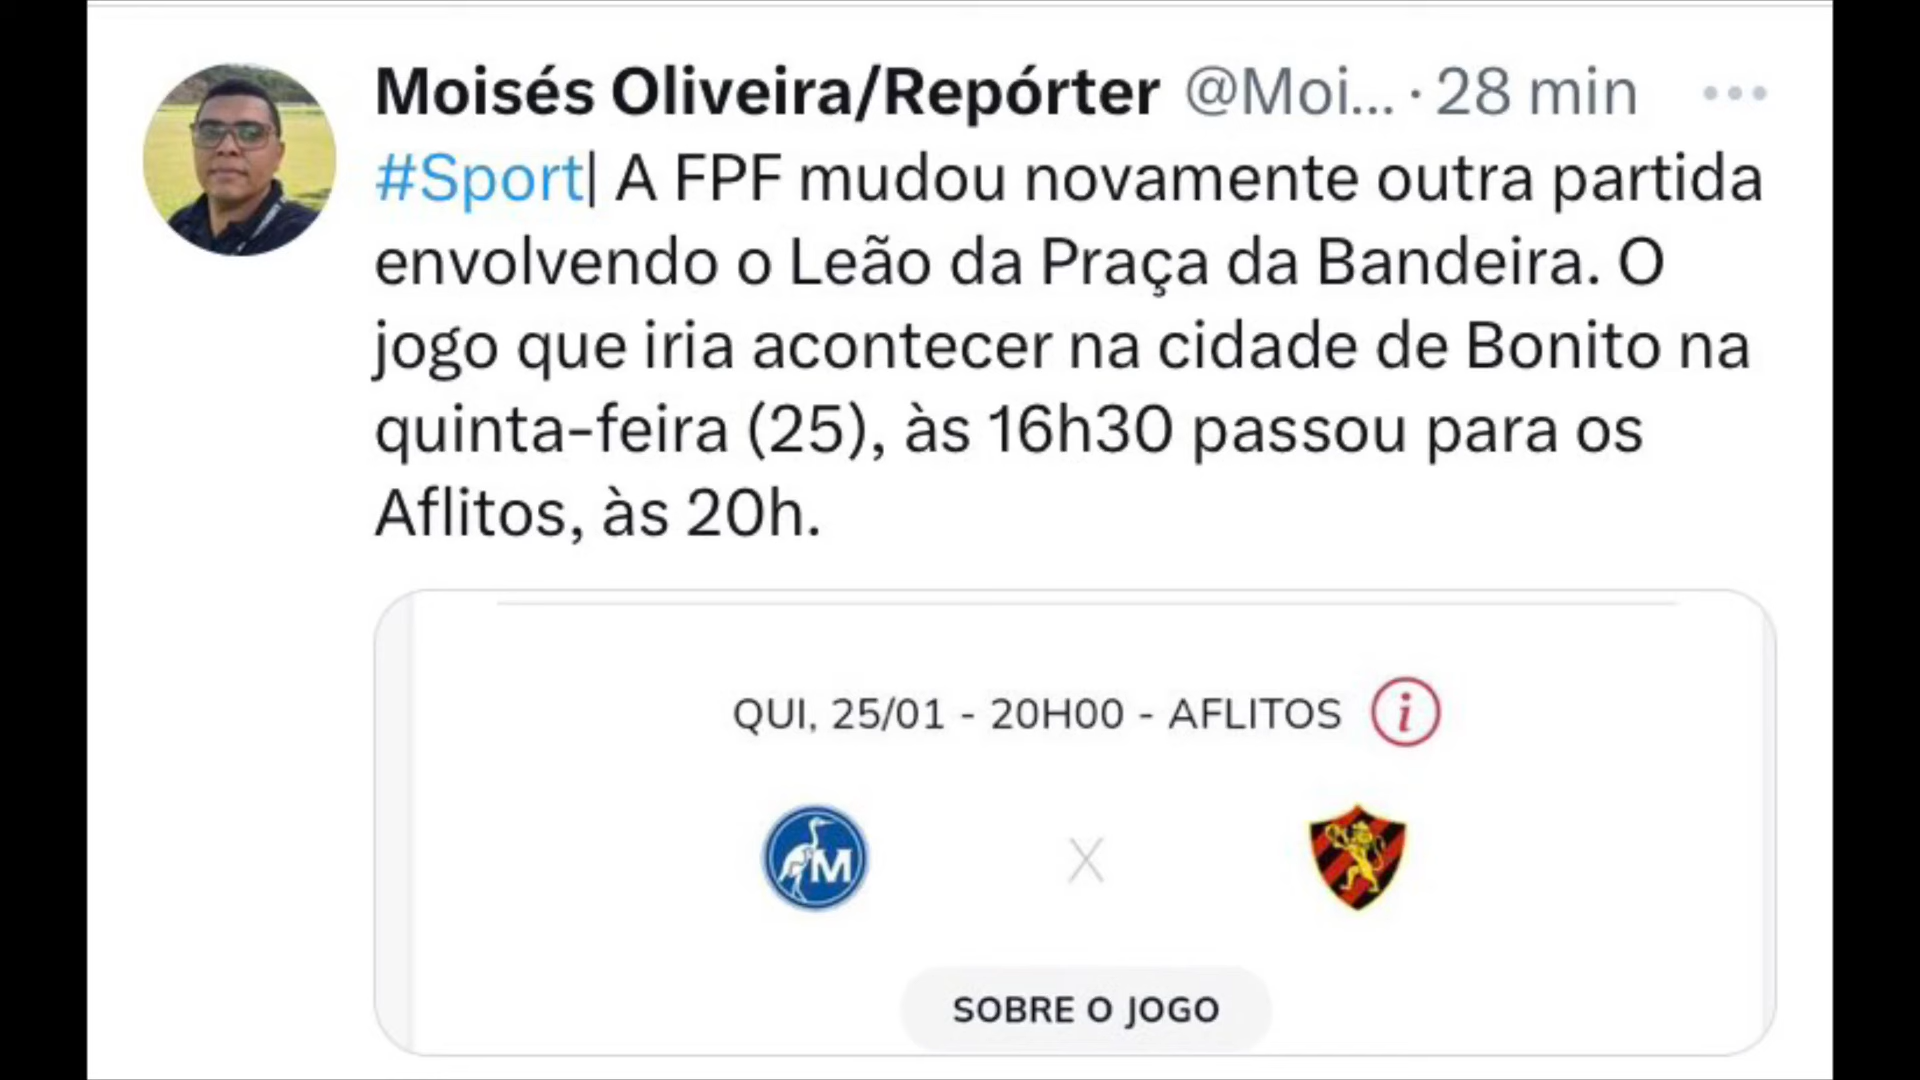 Moisés Oliveira/Repórter @Moi... · 28 min
#Sport| A FPF mudou novamente outra partida
envolvendo o Leão da Praça da Bandeira. O
jogo que iria acontecer na cidade de Bonito na
quinta-feira (25), às 16h30 passou para os
Aflitos, às 20h.
QUI, 25/01 - 20H00 - AFLITOS i
M
X
SOBRE O JOGO